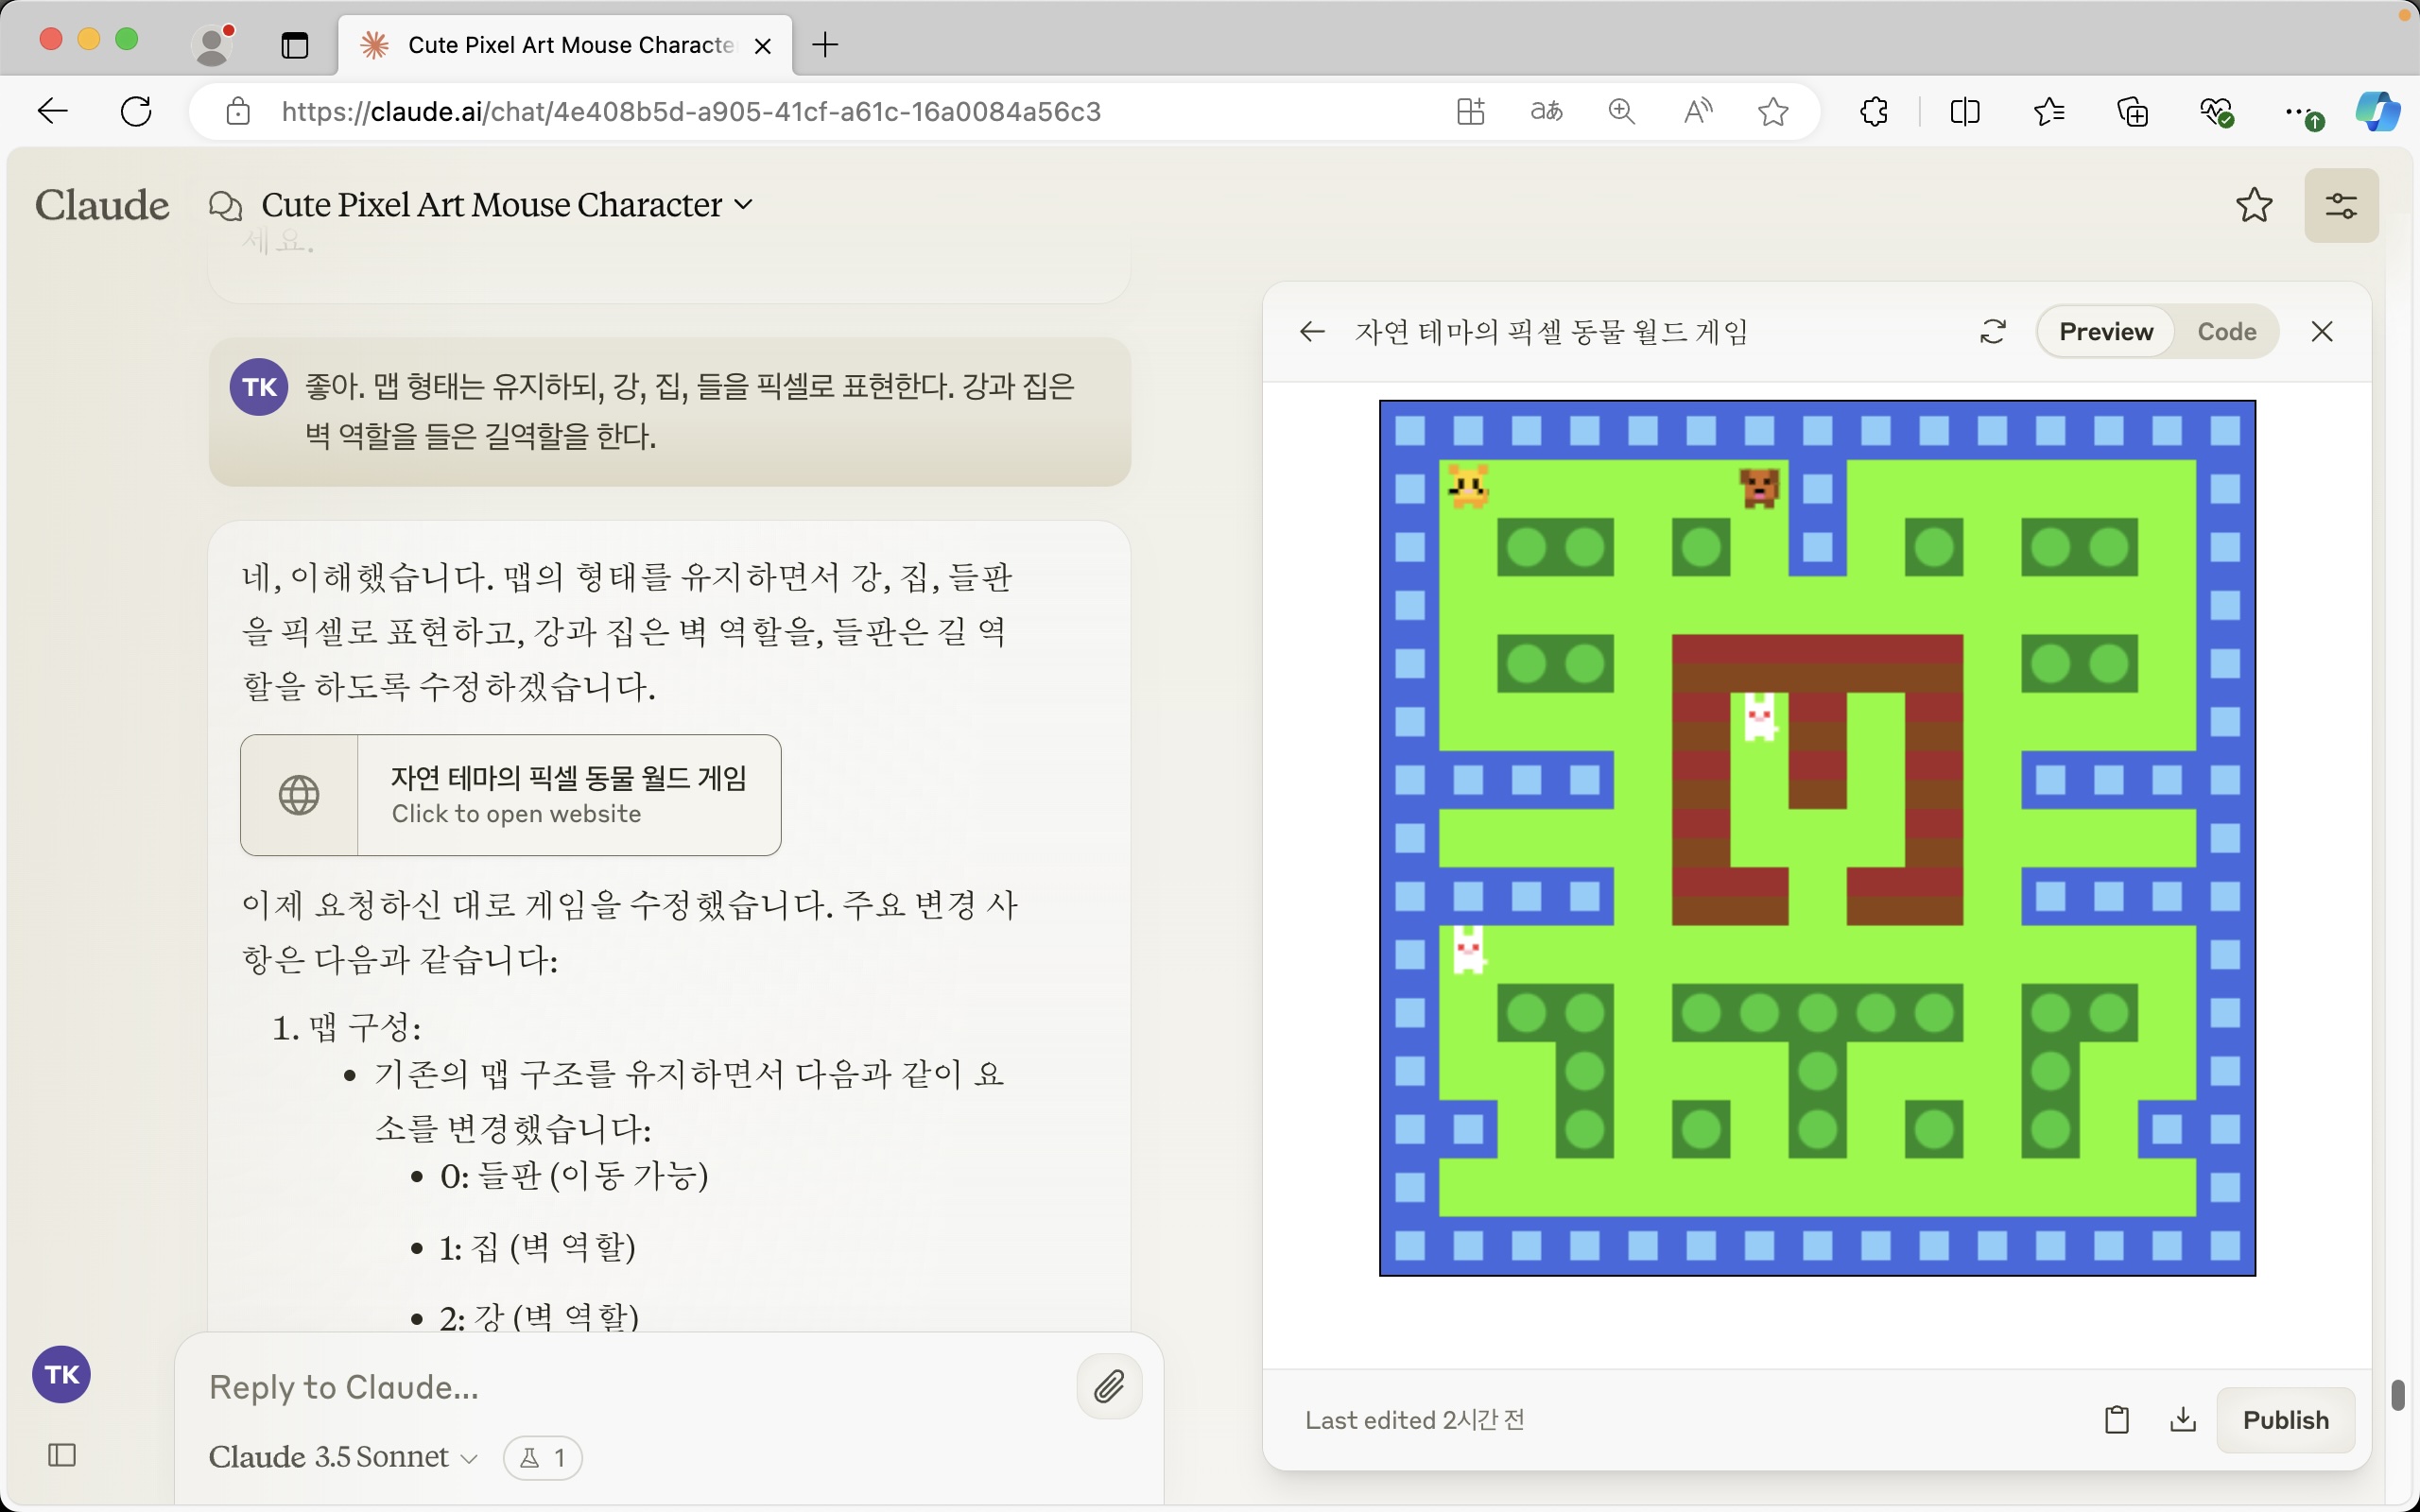 Cute Pixel Art Mouse Characte
https://claude.ai/chat/4e408b5d-a905-41cf-a61c-16a0084a56c3
aあ
Claude
Cute Pixel Art Mouse Character
세요.
TK
좋아. 맵 형태는 유지하되, 강, 집, 들을 픽셀로 표현한다. 강과 집은
벽 역할을 들은 길역할을 한다.
네, 이해했습니다. 맵의 형태를 유지하면서 강, 집, 들판
을 픽셀로 표현하고, 강과 집은 벽 역할을, 들판은 길 역
할을 하도록 수정하겠습니다.
자연 테마의 픽셀 동물 월드 게임
Click to open website
이제 요청하신 대로 게임을 수정했습니다. 주요 변경 사
항은 다음과 같습니다:
1. 맵 구성:
기존의 맵 구조를 유지하면서 다음과 같이 요
소를 변경했습니다:
0: 들판 (이동 가능)
1: 집 (벽 역할)
2: 강 (벽 역할)
TK
Reply to Claude...
Claude 3.5 Sonnet
1
자연 테마의 픽셀 동물 월드 게임
Preview
Code
Last edited 2시간 전
Publish